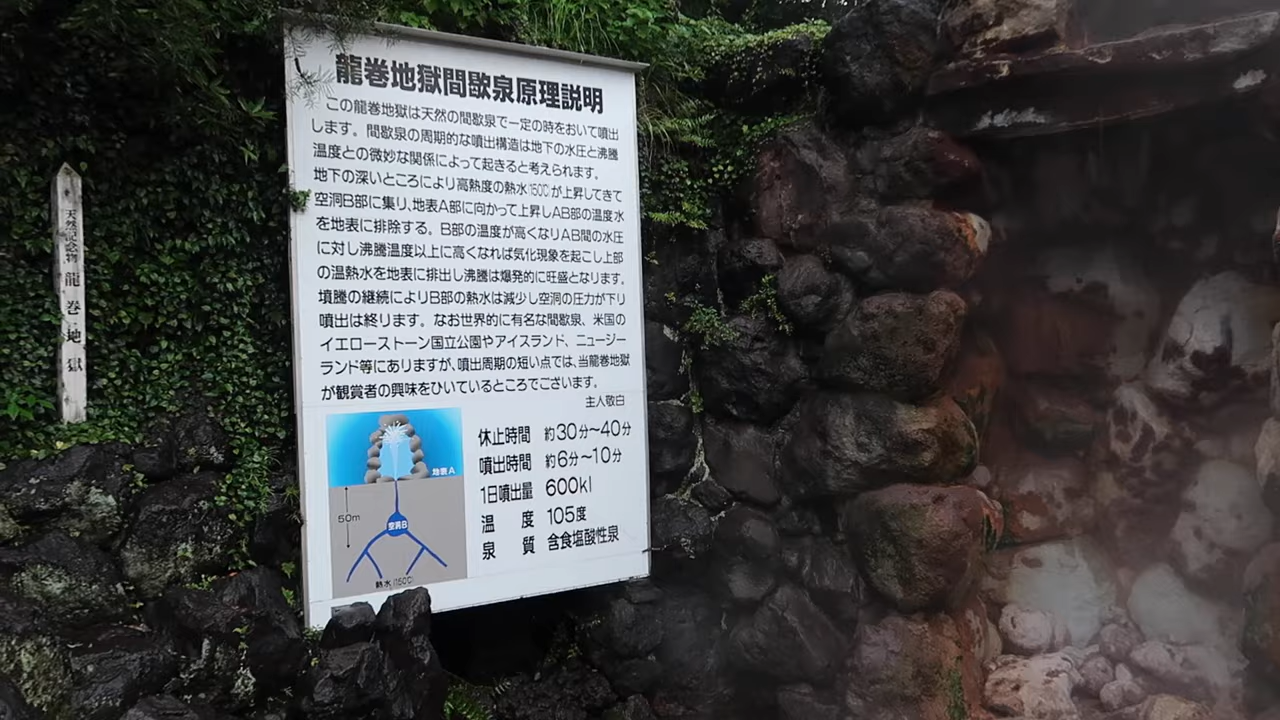 天然記念物 龍巻地獄
龍巻地獄間歇泉原理説明
この龍巻地獄は天然の間歇泉で一定の時をおいて噴出
します。間歇泉の周期的な噴出構造は地下の水圧と沸騰
温度との微妙な関係によって起きると考えられます。
地下の深いところにより高熱度の熱水(150℃)が上昇してきて
空洞B部に集り、地表A部に向かって上昇しAB部の温度水
を地表に排除する。B部の温度が高くなりAB間の水圧
に対し沸騰温度以上に高くなれば気化現象を起こし上部
の温熱水を地表に排出し沸騰は爆発的に旺盛となります。
墳騰の継続によりB部の熱水は減少し空洞の圧力が下り
噴出は終ります。なお世界的に有名な間歇泉、米国の
イエローストーン国立公園やアイスランド、ニュージー
ランド等にありますが、噴出周期の短い点では、当龍巻地獄
が観賞者の興味をひいているところでございます。
主人敬白
地表A
50m
空洞B
熱水(150℃)
休止時間 約30分〜40分
噴出時間 約6分〜10分
1日噴出量 600kl
温度 105度
泉質 含食塩酸性泉